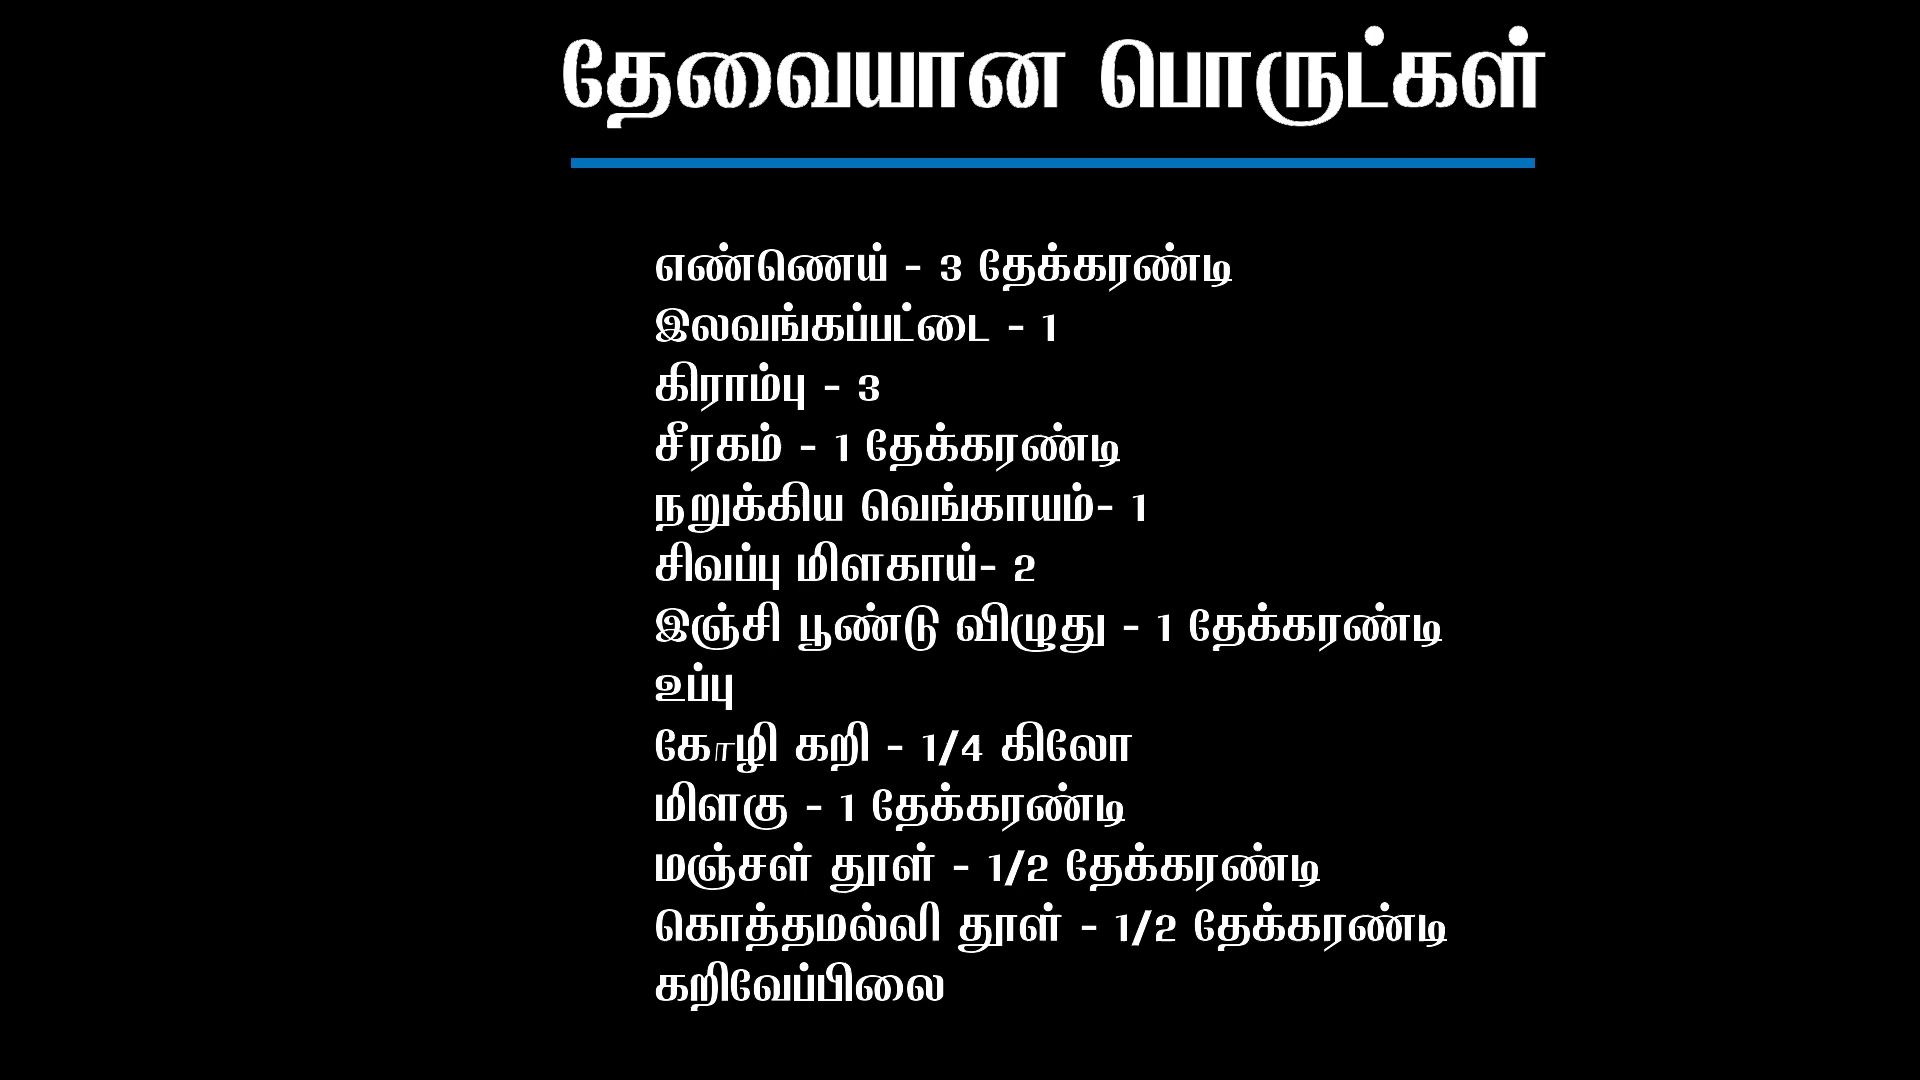 தேவையான பொருட்கள்
எண்ணெய் - 3 தேக்கரண்டி
இலவங்கப்பட்டை - 1
கிராம்பு - 3
சீரகம் - 1 தேக்கரண்டி
நறுக்கிய வெங்காயம்- 1
சிவப்பு மிளகாய்- 2
இஞ்சி பூண்டு விழுது - 1 தேக்கரண்டி
உப்பு
கோழி கறி - 1/4 கிலோ
மிளகு - 1 தேக்கரண்டி
மஞ்சள் தூள் - 1/2 தேக்கரண்டி
கொத்தமல்லி தூள் - 1/2 தேக்கரண்டி
கறிவேப்பிலை